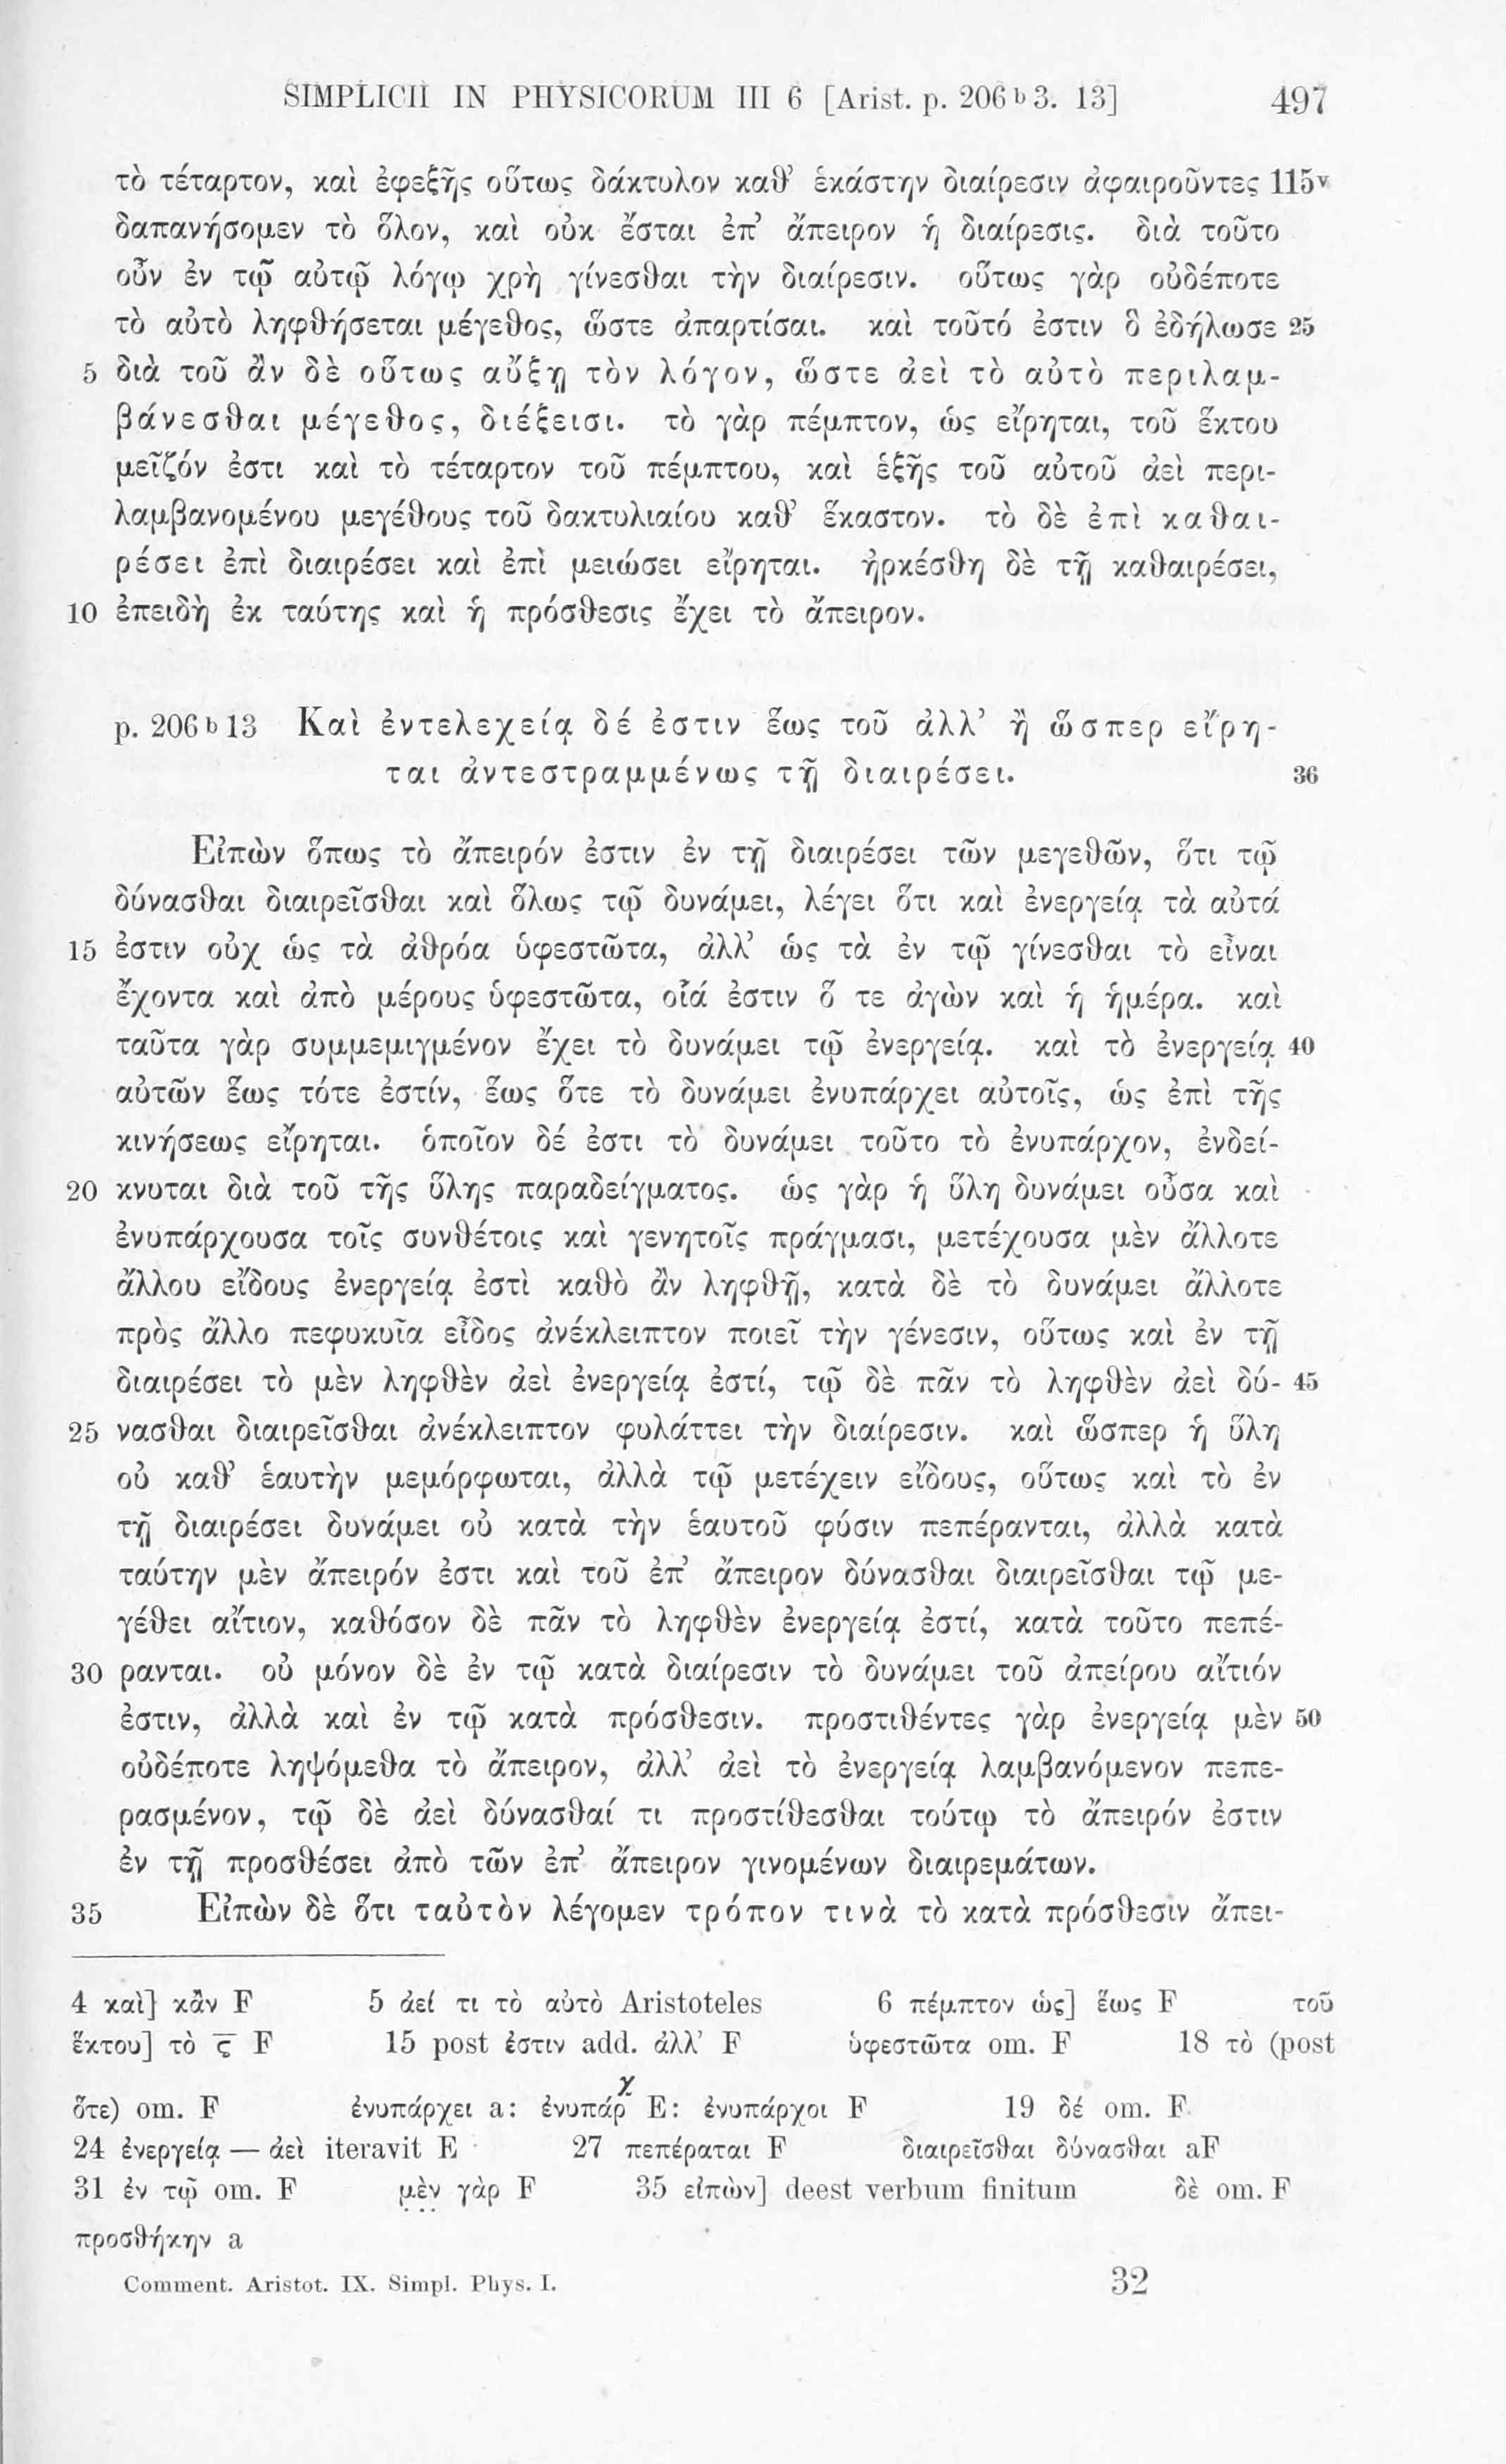 SIMPLICII IN PHYSICORUM III 6 [Arist. p. 206 b 3. 13] 497
τὸ τέταρτον, καὶ ἐφεξῆς οὕτως δάκτυλον καθ’ ἑκάστην διαίρεσιν ἀφαιροῦντες 115v
δαπανήσομεν τὸ ὅλον, καὶ οὐκ ἔσται ἐπ’ ἄπειρον ἡ διαίρεσις. διὰ τοῦτο
οὖν ἐν τῷ αὐτῷ λόγῳ χρὴ γίνεσθαι τὴν διαίρεσιν. οὕτως γὰρ οὐδέποτε
τὸ αὐτὸ ληφθήσεται μέγεθος, ὥστε ἀπαρτίσαι. καὶ τοῦτό ἐστιν ὃ ἐδήλωσε 25
5 διὰ τοῦ ἂν δὲ οὕτως αὔξῃ τὸν λόγον, ὥστε ἀεὶ τὸ αὐτὸ περιλαμ-
βάνεσθαι μέγεθος, διέξεισι. τὸ γὰρ πέμπτον, ὡς εἴρηται, τοῦ ἕκτου
μεῖζόν ἐστι καὶ τὸ τέταρτον τοῦ πέμπτου, καὶ ἑξῆς τοῦ αὐτοῦ ἀεὶ περι-
λαμβανομένου μεγέθους τοῦ δακτυλιαίου καθ’ ἕκαστον. τὸ δὲ ἐπὶ καθαι-
ρέσει ἐπὶ διαιρέσει καὶ ἐπὶ μειώσει εἴρηται. ἠρκέσθη δὲ τῇ καθαιρέσει,
10 ἐπειδὴ ἐκ ταύτης καὶ ἡ πρόσθεσις ἔχει τὸ ἄπειρον.
p. 206 b 13 Καὶ ἐντελεχείᾳ δέ ἐστιν ἕως τοῦ ἀλλ’ ἢ ὥσπερ εἴρη-
ται ἀντεστραμμένως τῇ διαιρέσει. 36
Εἰπὼν ὅπως τὸ ἄπειρόν ἐστιν ἐν τῇ διαιρέσει τῶν μεγεθῶν, ὅτι τῷ
δύνασθαι διαιρεῖσθαι καὶ ὅλως τῷ δυνάμει, λέγει ὅτι καὶ ἐνεργείᾳ τὰ αὐτά
15 ἐστιν οὐχ ὡς τὰ ἀθρόα ὑφεστῶτα, ἀλλ’ ὡς τὰ ἐν τῷ γίνεσθαι τὸ εἶναι
ἔχοντα καὶ ἀπὸ μέρους ὑφεστῶτα, οἷά ἐστιν ὅ τε ἀγὼν καὶ ἡ ἡμέρα. καὶ
ταῦτα γὰρ συμμεμιγμένον ἔχει τὸ δυνάμει τῷ ἐνεργείᾳ. καὶ τὸ ἐνεργείᾳ 40
αὐτῶν ἕως τότε ἐστίν, ἕως ὅτε τὸ δυνάμει ἐνυπάρχει αὐτοῖς, ὡς ἐπὶ τῆς
κινήσεως εἴρηται. ὁποῖον δέ ἐστι τὸ δυνάμει τοῦτο τὸ ἐνυπάρχον, ἐνδεί-
20 κνυται διὰ τοῦ τῆς ὕλης παραδείγματος. ὡς γὰρ ἡ ὕλη δυνάμει οὖσα καὶ
ἐνυπάρχουσα τοῖς συνθέτοις καὶ γενητοῖς πράγμασι, μετέχουσα μὲν ἄλλοτε
ἄλλου εἴδους ἐνεργείᾳ ἐστὶ καθὸ ἂν ληφθῇ, κατὰ δὲ τὸ δυνάμει ἄλλοτε
πρὸς ἄλλο πεφυκυῖα εἶδος ἀνέκλειπτον ποιεῖ τὴν γένεσιν, οὕτως καὶ ἐν τῇ
διαιρέσει τὸ μὲν ληφθὲν ἀεὶ ἐνεργείᾳ ἐστί, τῷ δὲ πᾶν τὸ ληφθὲν ἀεὶ δύ- 45
25 νασθαι διαιρεῖσθαι ἀνέκλειπτον φυλάττει τὴν διαίρεσιν. καὶ ὥσπερ ἡ ὕλη
οὐ καθ’ ἑαυτὴν μεμόρφωται, ἀλλὰ τῷ μετέχειν εἴδους, οὕτως καὶ τὸ ἐν
τῇ διαιρέσει δυνάμει οὐ κατὰ τὴν ἑαυτοῦ φύσιν πεπέρανται, ἀλλὰ κατὰ
ταύτην μὲν ἄπειρόν ἐστι καὶ τοῦ ἐπ’ ἄπειρον δύνασθαι διαιρεῖσθαι τῷ με-
γέθει αἴτιον, καθόσον δὲ πᾶν τὸ ληφθὲν ἐνεργείᾳ ἐστί, κατὰ τοῦτο πεπέ-
30 ρανται. οὐ μόνον δὲ ἐν τῷ κατὰ διαίρεσιν τὸ δυνάμει τοῦ ἀπείρου αἴτιόν
ἐστιν, ἀλλὰ καὶ ἐν τῷ κατὰ πρόσθεσιν. προστιθέντες γὰρ ἐνεργείᾳ μὲν 50
οὐδέποτε ληψόμεθα τὸ ἄπειρον, ἀλλ’ ἀεὶ τὸ ἐνεργείᾳ λαμβανόμενον πεπε-
ρασμένον, τῷ δὲ ἀεὶ δύνασθαί τι προστίθεσθαι τούτῳ τὸ ἄπειρόν ἐστιν
ἐν τῇ προσθέσει ἀπὸ τῶν ἐπ’ ἄπειρον γινομένων διαιρεμάτων.
35 Εἰπὼν δὲ ὅτι ταὐτὸν λέγομεν τρόπον τινὰ τὸ κατὰ πρόσθεσιν ἄπει-
4 καὶ] κἂν F 5 ἀεί τι τὸ αὐτὸ Aristoteles 6 πέμπτον ὡς] ἕως F τοῦ
ἕκτου] τὸ ϛ F 15 post ἐστιν add. ἀλλ’ F ὑφεστῶτα om. F 18 τὸ (post
ὅτε) om. F ἐνυπάρχει a: ἐνυπάρχ E: ἐνυπάρχοι F 19 δέ om. F
24 ἐνεργείᾳ — ἀεὶ iteravit E 27 πεπέραται F διαιρεῖσθαι δύνασθαι aF
31 ἐν τῷ om. F μὲν γὰρ F 35 εἰπὼν] deest verbum finitum δὲ om. F
προσθήκην a
Comment. Aristot. IX. Simpl. Phys. I. 32